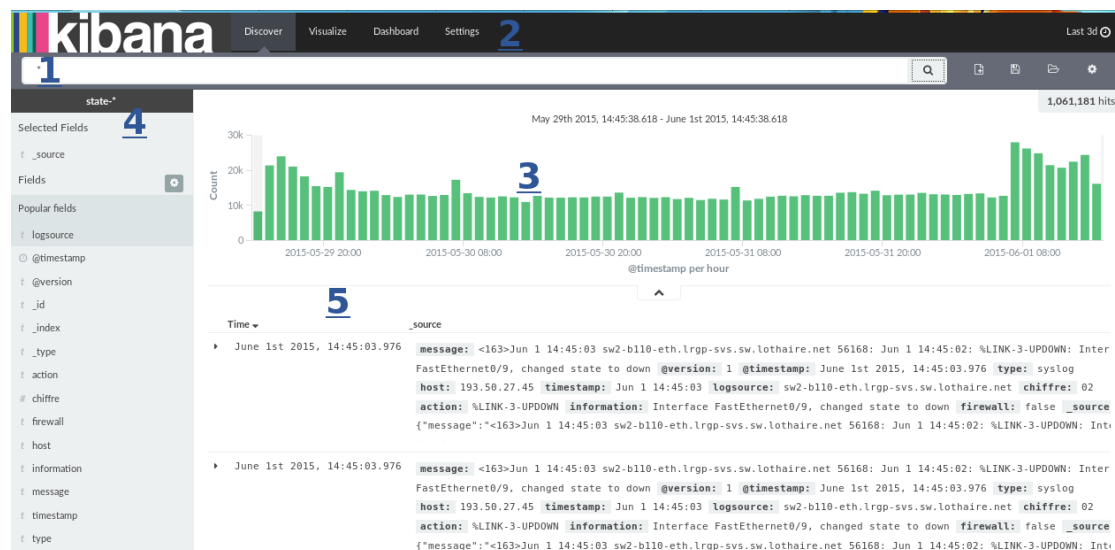 kibana Discover Visualize Dashboard Settings 2 Last 3d
1 *
state-* 1,061,181 hits
4
Selected Fields
t _source
Fields
Popular fields
t logsource
@timestamp
t @version
t _id
t _index
t _type
t action
# chiffre
t firewall
t host
t information
t message
t timestamp
t type
May 29th 2015, 14:45:38.618 - June 1st 2015, 14:45:38.618
Count
30k
20k
10k
0
3
2015-05-29 20:00 2015-05-30 08:00 2015-05-30 20:00 2015-05-31 08:00 2015-05-31 20:00 2015-06-01 08:00
@timestamp per hour
5
Time _source
June 1st 2015, 14:45:03.976 message: <163>Jun 1 14:45:03 sw2-b110-eth.lrgp-svs.sw.lothaire.net 56168: Jun 1 14:45:02: %LINK-3-UPDOWN: Inter
FastEthernet0/9, changed state to down @version: 1 @timestamp: June 1st 2015, 14:45:03.976 type: syslog
host: 193.50.27.45 timestamp: Jun 1 14:45:03 logsource: sw2-b110-eth.lrgp-svs.sw.lothaire.net chiffre: 02
action: %LINK-3-UPDOWN information: Interface FastEthernet0/9, changed state to down firewall: false _source
{"message":"<163>Jun 1 14:45:03 sw2-b110-eth.lrgp-svs.sw.lothaire.net 56168: Jun 1 14:45:02: %LINK-3-UPDOWN: Int
June 1st 2015, 14:45:03.976 message: <163>Jun 1 14:45:03 sw2-b110-eth.lrgp-svs.sw.lothaire.net 56168: Jun 1 14:45:02: %LINK-3-UPDOWN: Inter
FastEthernet0/9, changed state to down @version: 1 @timestamp: June 1st 2015, 14:45:03.976 type: syslog
host: 193.50.27.45 timestamp: Jun 1 14:45:03 logsource: sw2-b110-eth.lrgp-svs.sw.lothaire.net chiffre: 02
action: %LINK-3-UPDOWN information: Interface FastEthernet0/9, changed state to down firewall: false _source
{"message":"<163>Jun 1 14:45:03 sw2-b110-eth.lrgp-svs.sw.lothaire.net 56168: Jun 1 14:45:02: %LINK-3-UPDOWN: Int